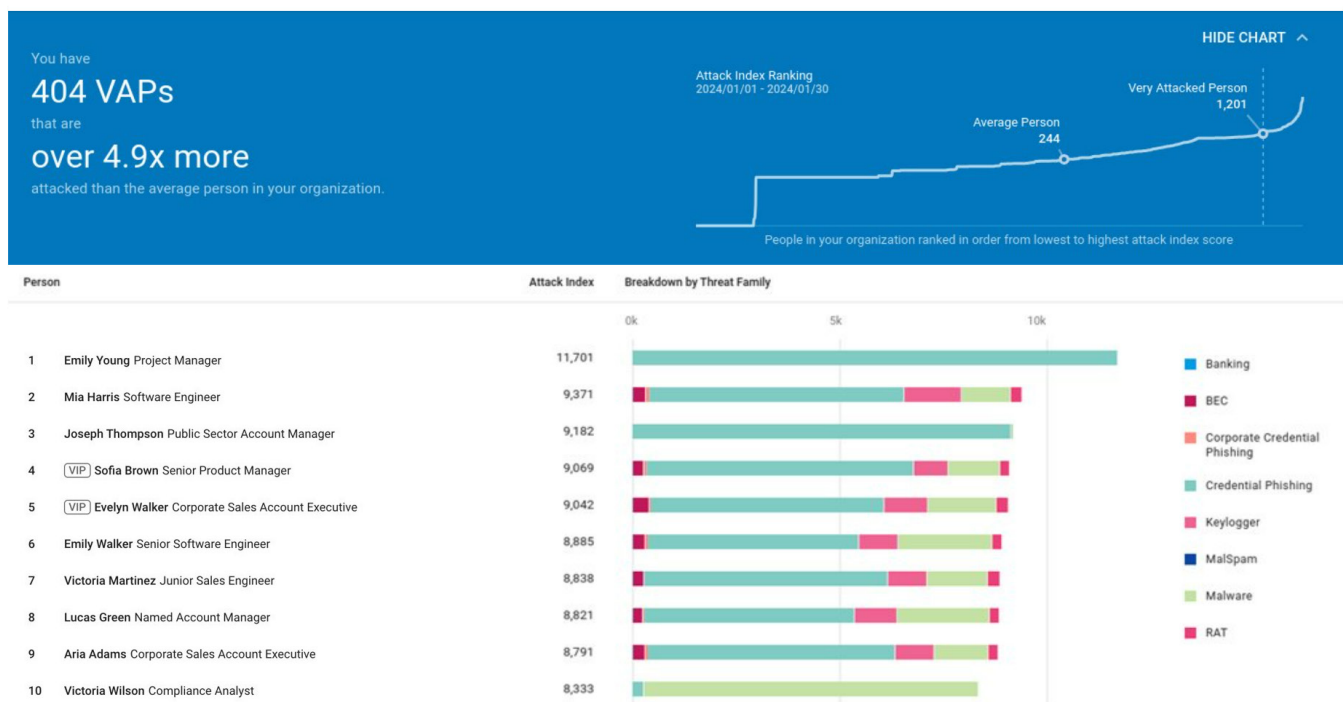 HIDE CHART
You have
404 VAPs
that are
over 4.9x more
attacked than the average person in your organization.
Attack Index Ranking
2024/01/01 - 2024/01/30
Very Attacked Person
1,201
Average Person
244
People in your organization ranked in order from lowest to highest attack index score
Person Attack Index Breakdown by Threat Family
0k 5k 10k
1 Emily Young Project Manager 11,701
2 Mia Harris Software Engineer 9,371
3 Joseph Thompson Public Sector Account Manager 9,182
4 VIP Sofia Brown Senior Product Manager 9,069
5 VIP Evelyn Walker Corporate Sales Account Executive 9,042
6 Emily Walker Senior Software Engineer 8,885
7 Victoria Martinez Junior Sales Engineer 8,838
8 Lucas Green Named Account Manager 8,821
9 Aria Adams Corporate Sales Account Executive 8,791
10 Victoria Wilson Compliance Analyst 8,333
Banking
BEC
Corporate Credential
Phishing
Credential Phishing
Keylogger
MalSpam
Malware
RAT